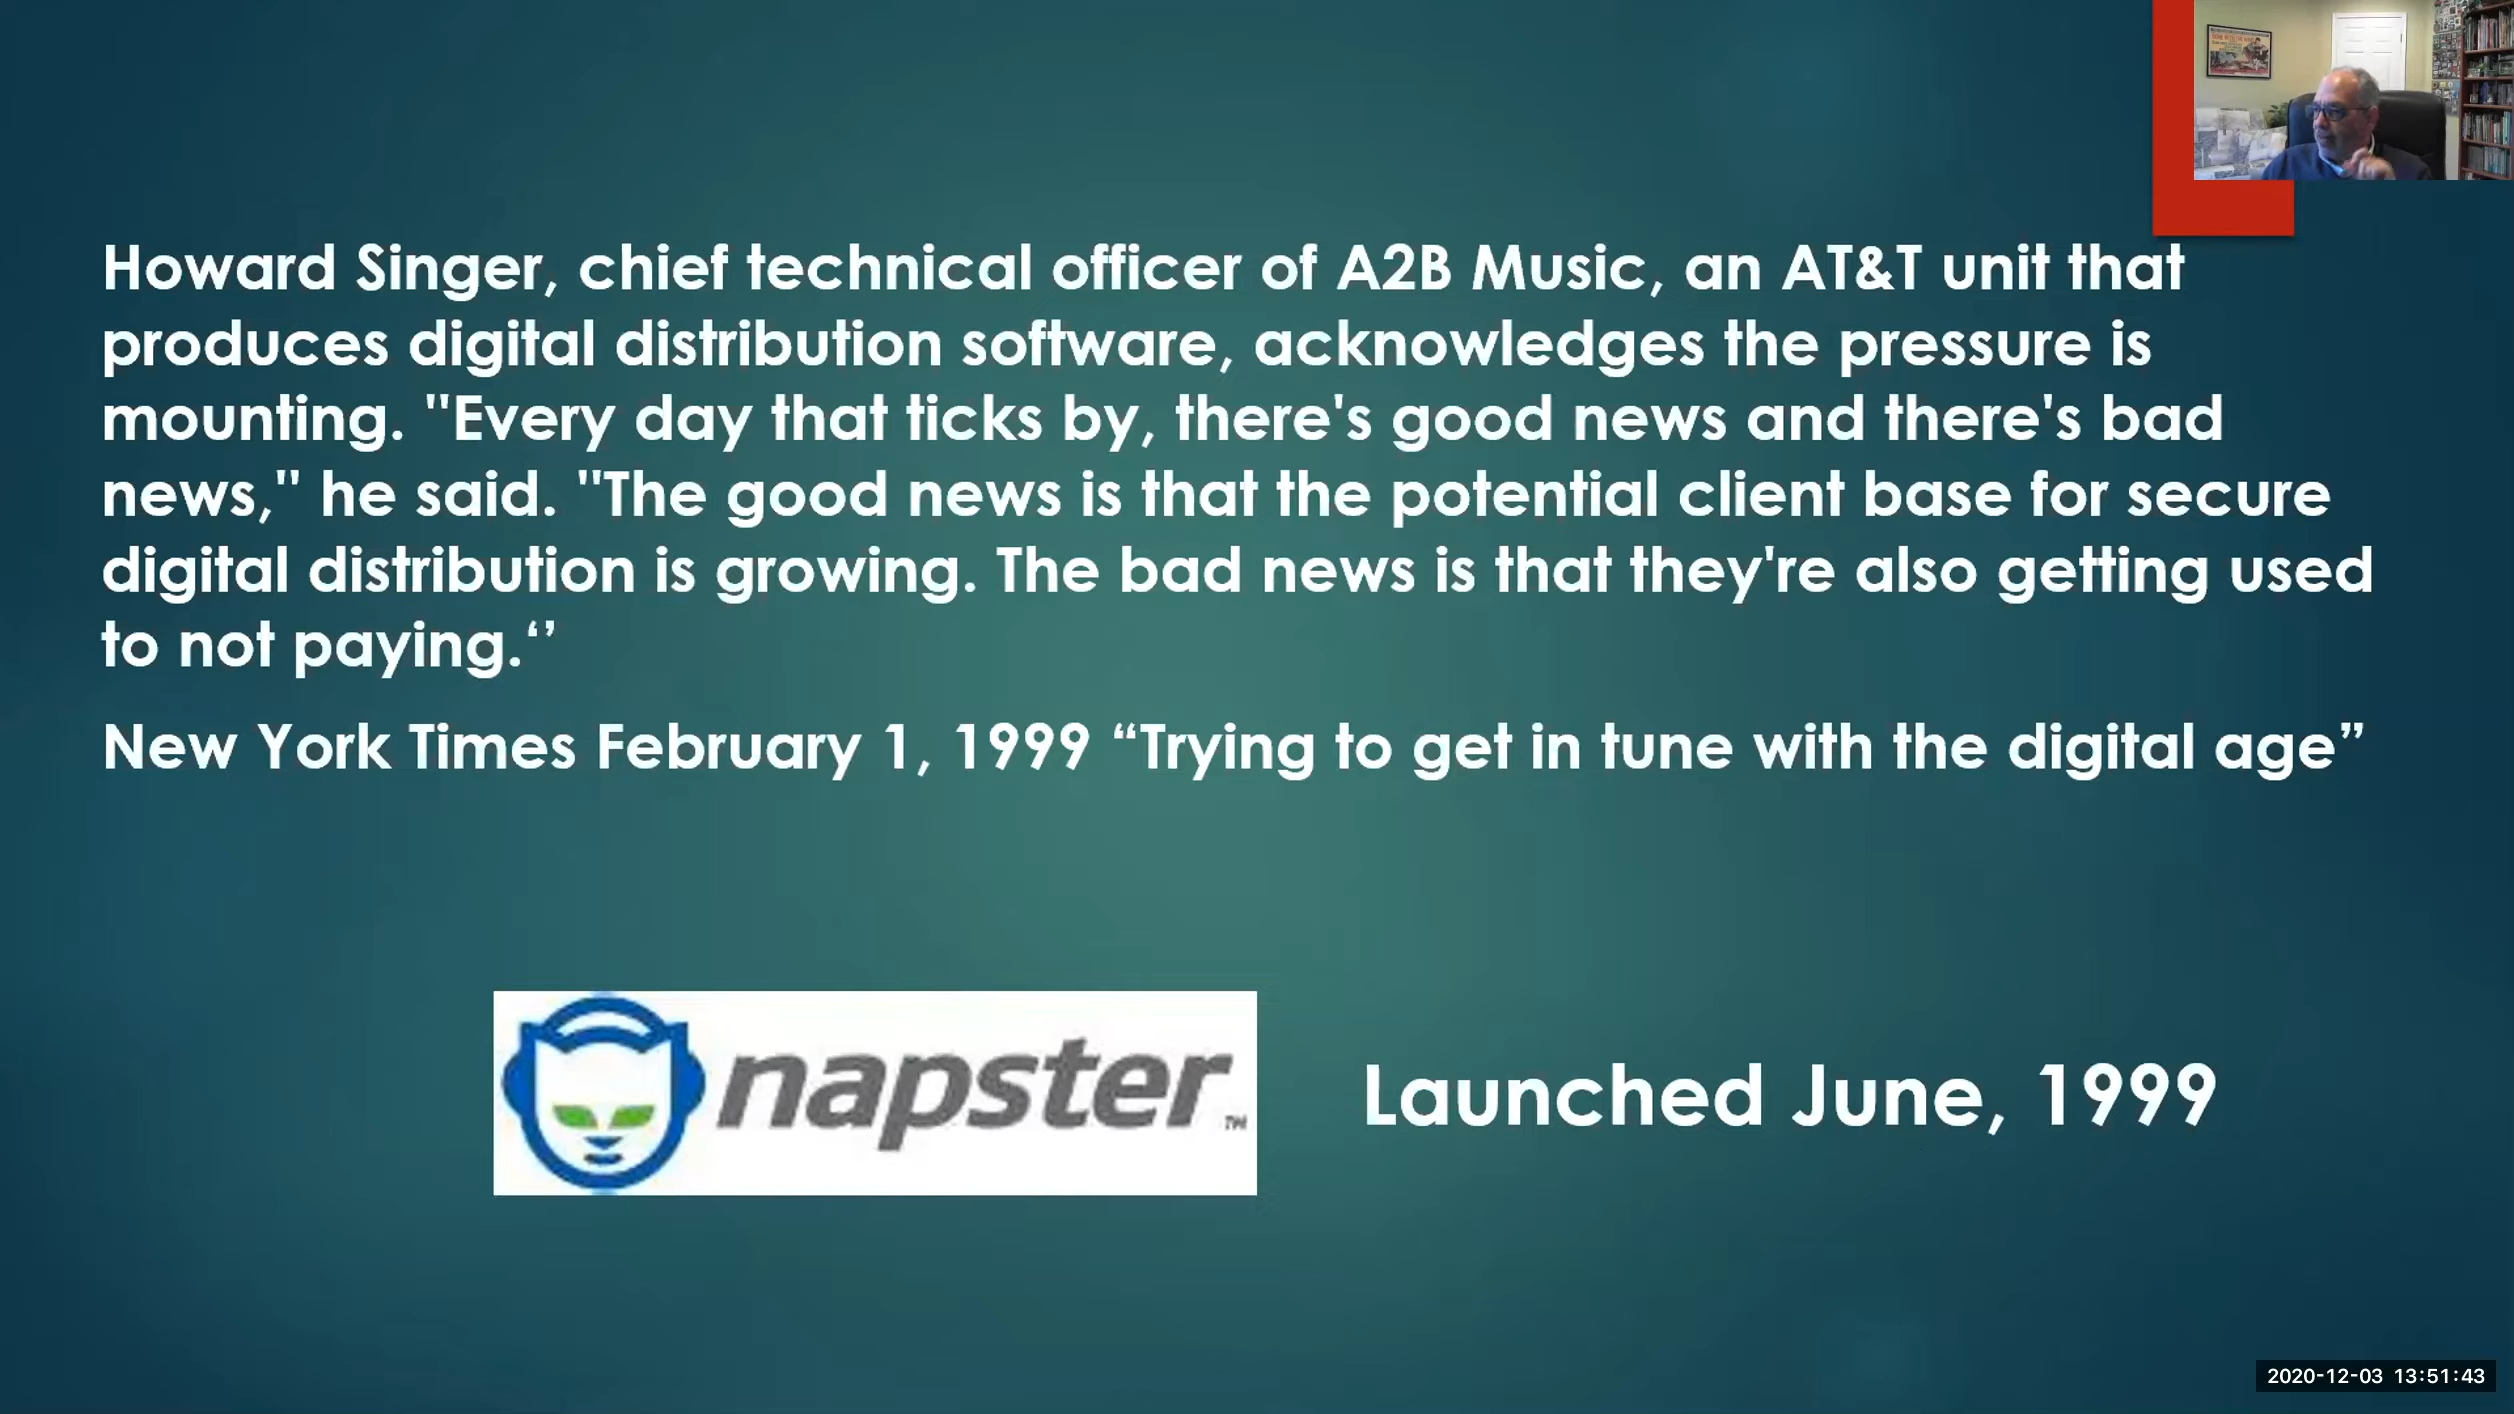 Howard Singer, chief technical officer of A2B Music, an AT&T unit that
produces digital distribution software, acknowledges the pressure is
mounting. "Every day that ticks by, there's good news and there's bad
news," he said. "The good news is that the potential client base for secure
digital distribution is growing. The bad news is that they're also getting used
to not paying.‘’
New York Times February 1, 1999 “Trying to get in tune with the digital age”
napster™
Launched June, 1999
2020-12-03 13:51:43